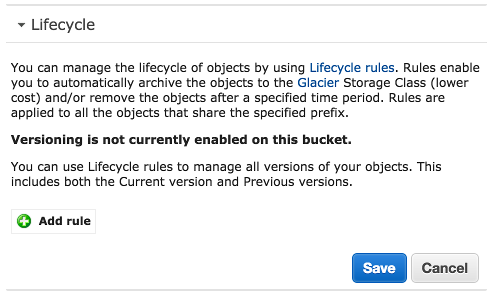 Lifecycle
You can manage the lifecycle of objects by using Lifecycle rules. Rules enable
you to automatically archive the objects to the Glacier Storage Class (lower
cost) and/or remove the objects after a specified time period. Rules are
applied to all the objects that share the specified prefix.
Versioning is not currently enabled on this bucket.
You can use Lifecycle rules to manage all versions of your objects. This
includes both the Current version and Previous versions.
Add rule
Save Cancel